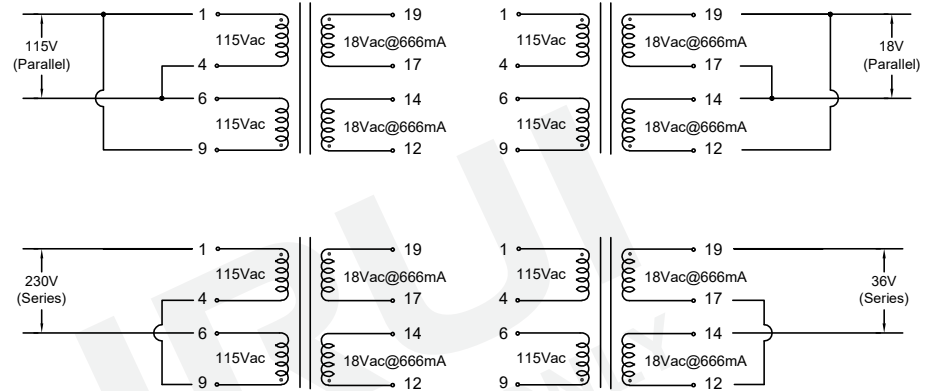 1 19 1 19
115V 115Vac 18Vac@666mA 115Vac 18Vac@666mA 18V
(Parallel) 4 17 4 17 (Parallel)
6 14 6 14
115Vac 18Vac@666mA 115Vac 18Vac@666mA
9 12 9 12
1 19 1 19
230V 115Vac 18Vac@666mA 115Vac 18Vac@666mA 36V
(Series) 4 17 4 17 (Series)
6 14 6 14
115Vac 18Vac@666mA 115Vac 18Vac@666mA
9 12 9 12